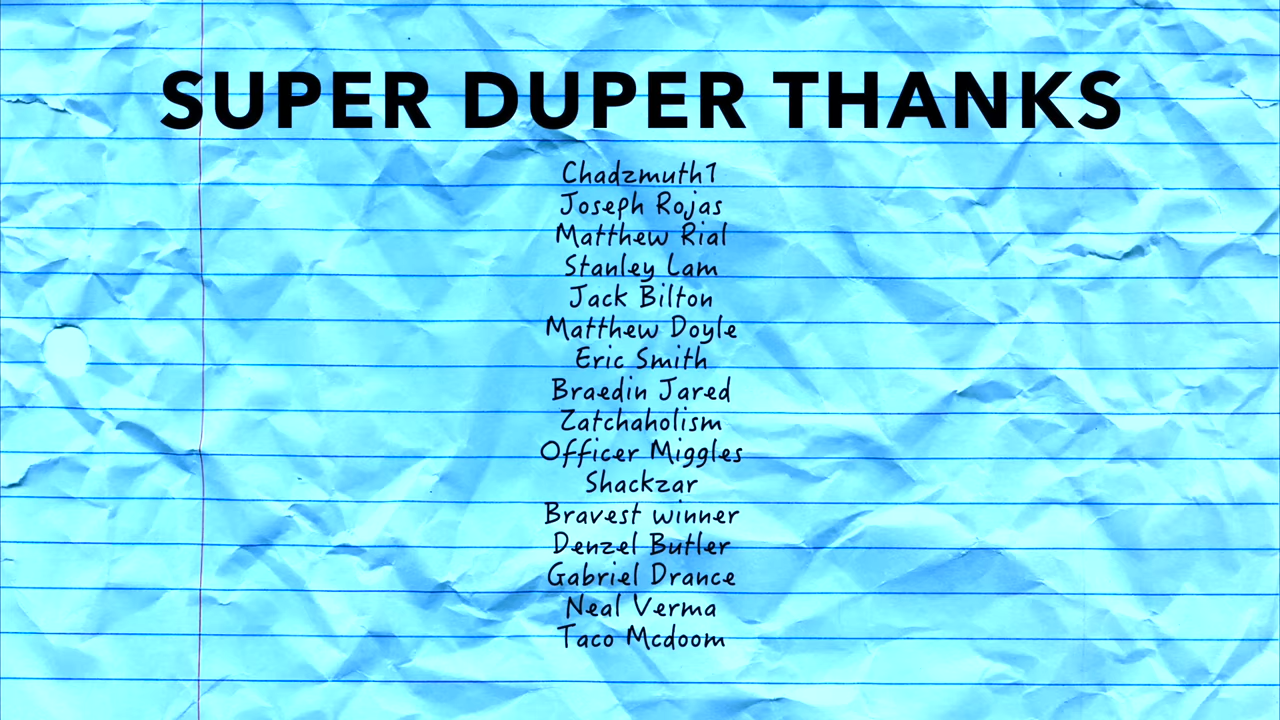 SUPER DUPER THANKS
Chadzmuth1
Joseph Rojas
Matthew Rial
Stanley Lam
Jack Bilton
Matthew Doyle
Eric Smith
Braedin Jared
Zatchaholism
Officer Miggles
Shackzar
Bravest winner
Denzel Butler
Gabriel Drance
Neal Verma
Taco Mcdoom